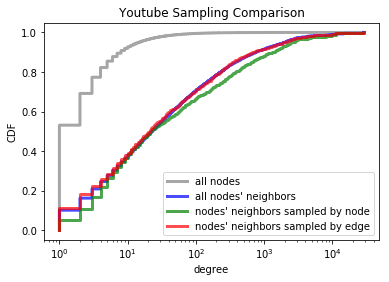 Youtube Sampling Comparison
1.0
0.8
0.6
0.4
0.2
0.0
CDF
all nodes
all nodes' neighbors
nodes' neighbors sampled by node
nodes' neighbors sampled by edge
10⁰ 10¹ 10² 10³ 10⁴
degree